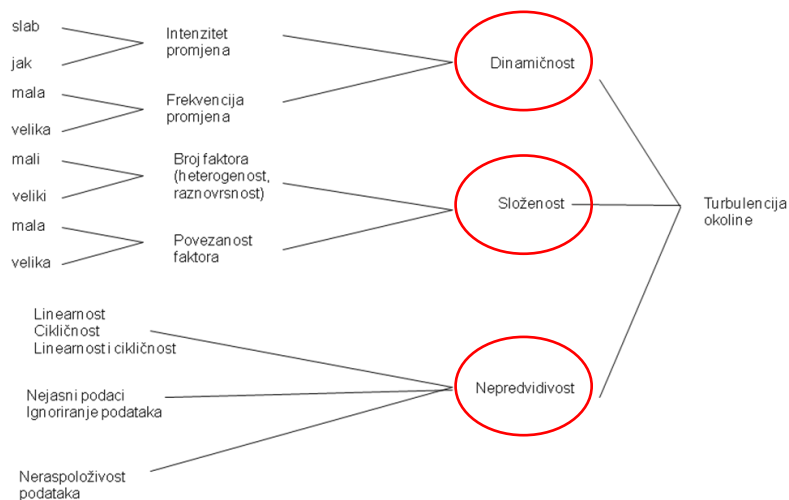 slab
jak
Intenzitet
promjena
mala
velika
Frekvencija
promjena
Dinamičnost
mali
veliki
Broj faktora
(heterogenost,
raznovrsnost)
mala
velika
Povezanost
faktora
Složenost
Turbulencija
okoline
Linearnost
Cikličnost
Linearnost i cikličnost
Nejasni podaci
Ignoriranje podataka
Neraspoloživost
podataka
Nepredvidivost